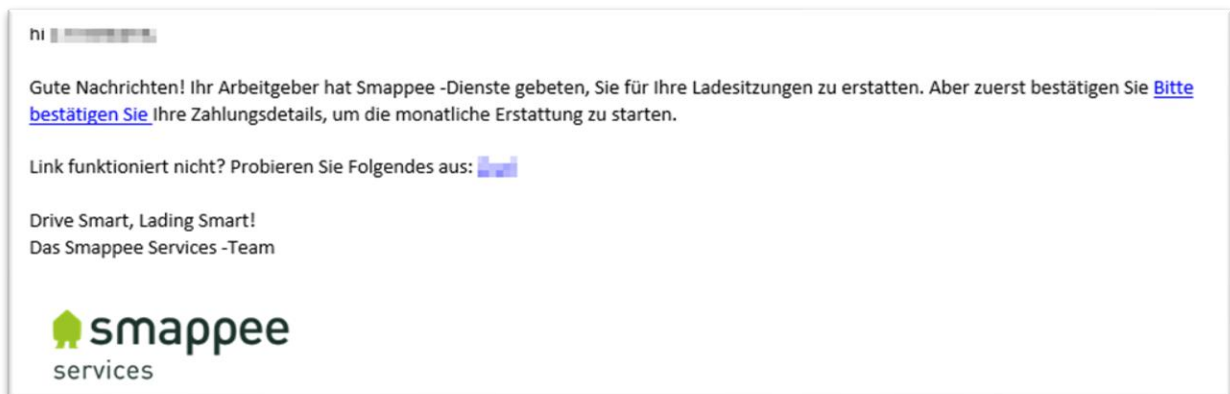 hi
Gute Nachrichten! Ihr Arbeitgeber hat Smappee -Dienste gebeten, Sie für Ihre Ladesitzungen zu erstatten. Aber zuerst bestätigen Sie Bitte
bestätigen Sie Ihre Zahlungsdetails, um die monatliche Erstattung zu starten.
Link funktioniert nicht? Probieren Sie Folgendes aus:
Drive Smart, Lading Smart!
Das Smappee Services -Team
smappee
services